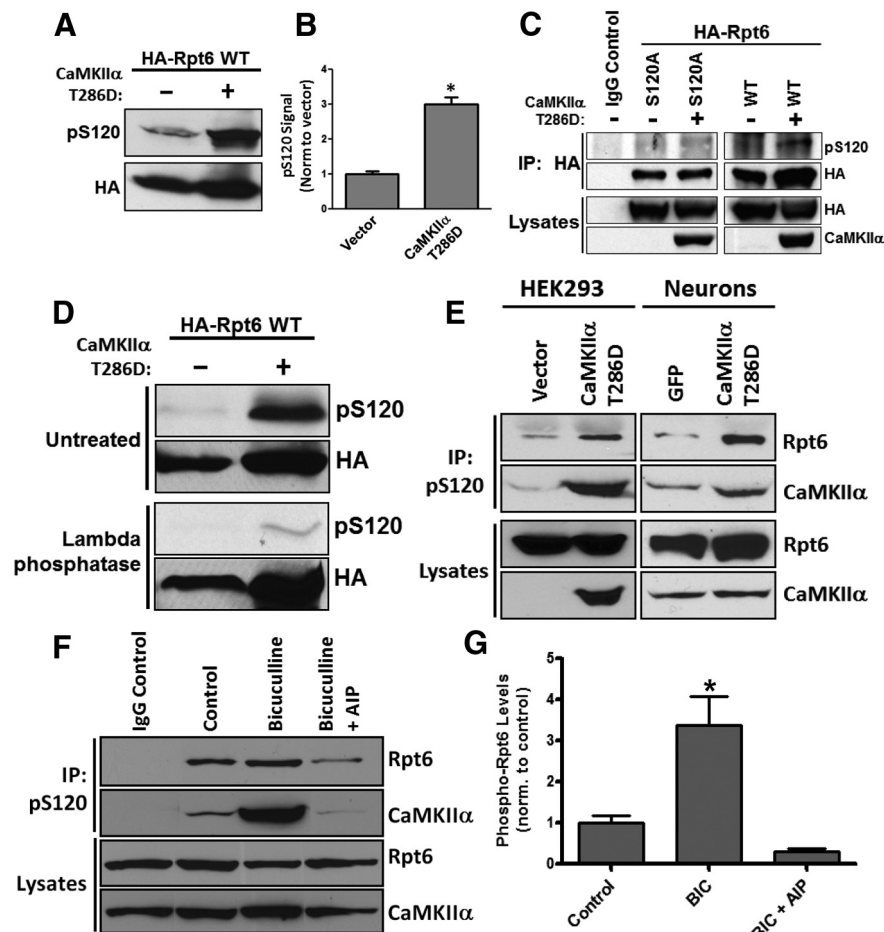 A
HA-Rpt6 WT
CaMKIIα
T286D: – +
pS120
HA
B
pS120 Signal
(Norm to vector)
4
3
2
1
0
Vector
CaMKIIα
T286D
*
C
HA-Rpt6
IgG Control
S120A
S120A
WT
WT
CaMKIIα
T286D: - - + - +
IP: HA
pS120
HA
Lysates
HA
CaMKIIα
D
HA-Rpt6 WT
CaMKIIα
T286D: – +
Untreated
pS120
HA
Lambda
phosphatase
pS120
HA
E
HEK293
Neurons
Vector
CaMKIIα
T286D
GFP
CaMKIIα
T286D
IP:
pS120
Rpt6
CaMKIIα
Lysates
Rpt6
CaMKIIα
F
IgG Control
Control
Bicuculline
Bicuculline
+ AIP
IP:
pS120
Rpt6
CaMKIIα
Lysates
Rpt6
CaMKIIα
G
Phospho-Rpt6 Levels
(norm. to control)
5
4
3
2
1
0
*
Control
BIC
BIC + AIP